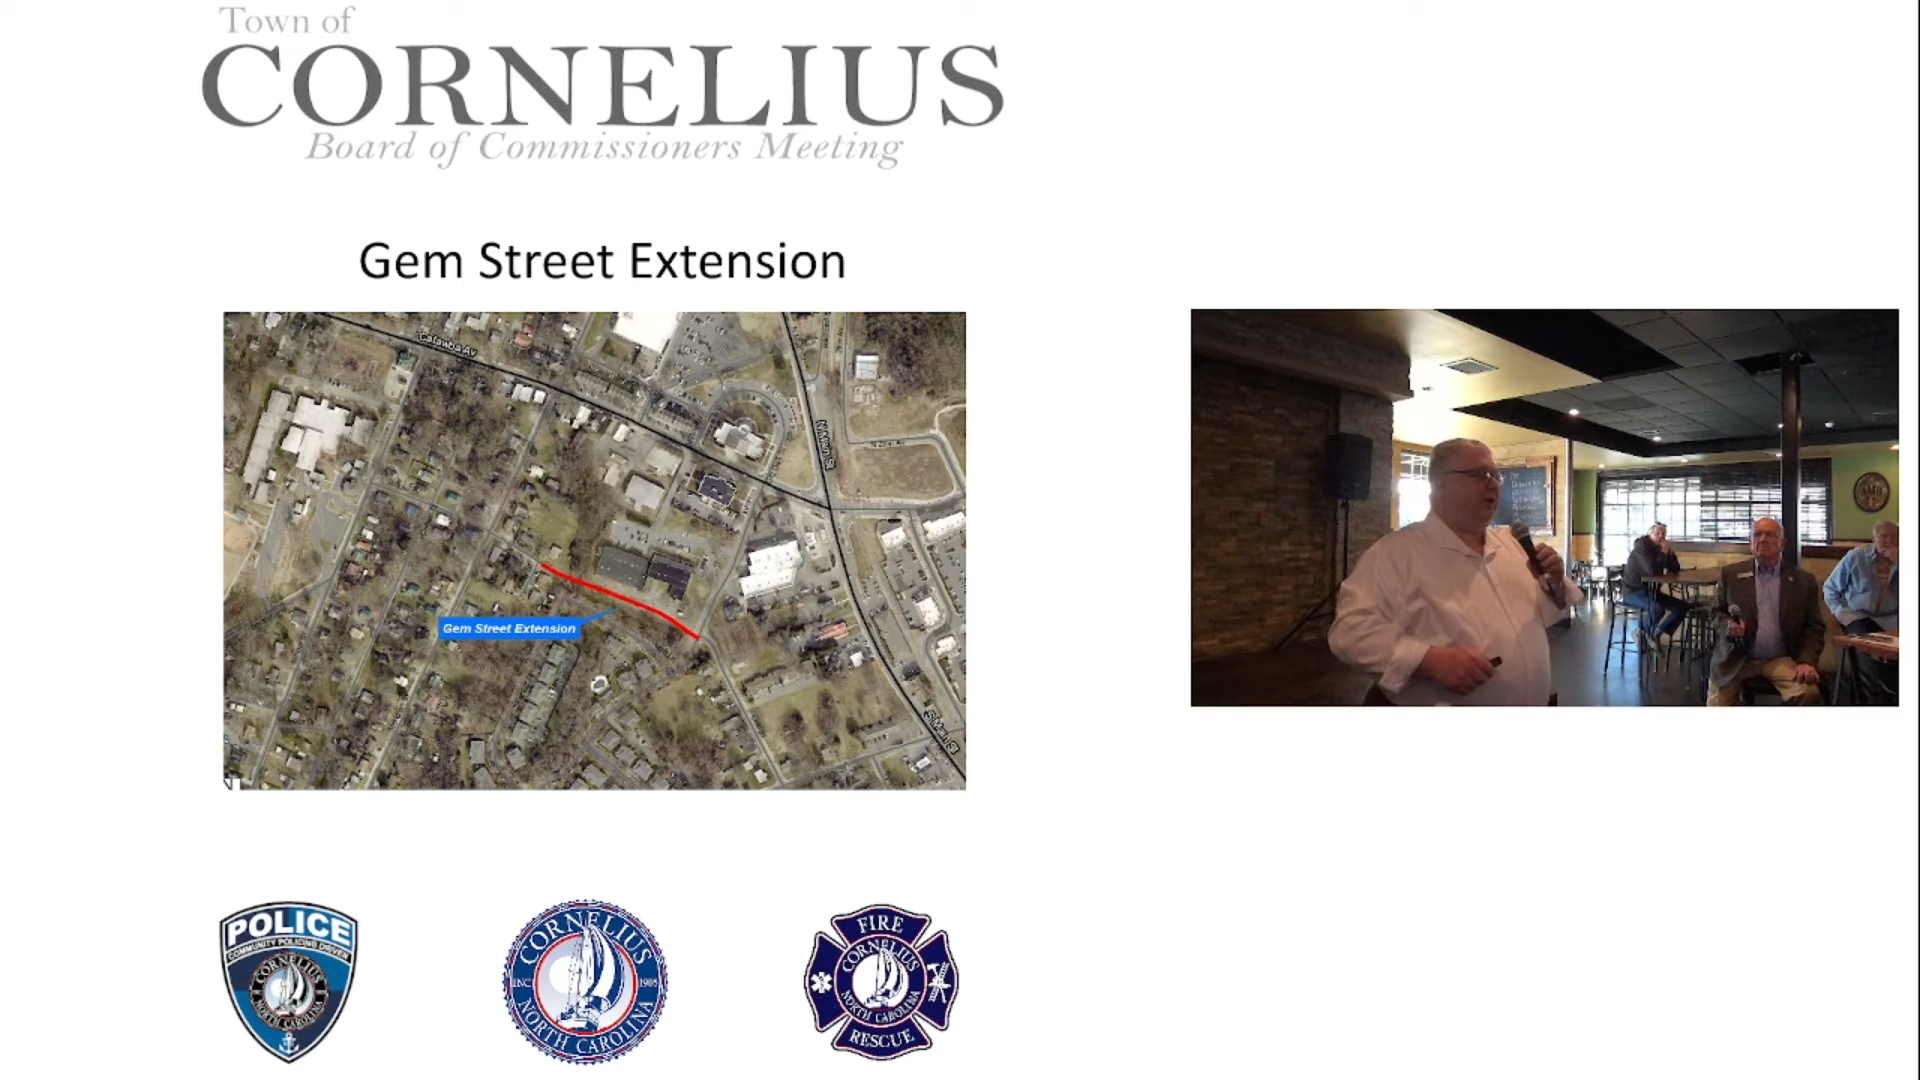 Town of
CORNELIUS
Board of Commissioners Meeting
Gem Street Extension
Catawba Av
N Main St
Gem Street Extension
S Main St
POLICE
COMMUNITY POLICING DRIVEN
CORNELIUS
NORTH CAROLINA
CORNELIUS
INC 1905
NORTH CAROLINA
FIRE
CORNELIUS
NORTH CAROLINA
RESCUE